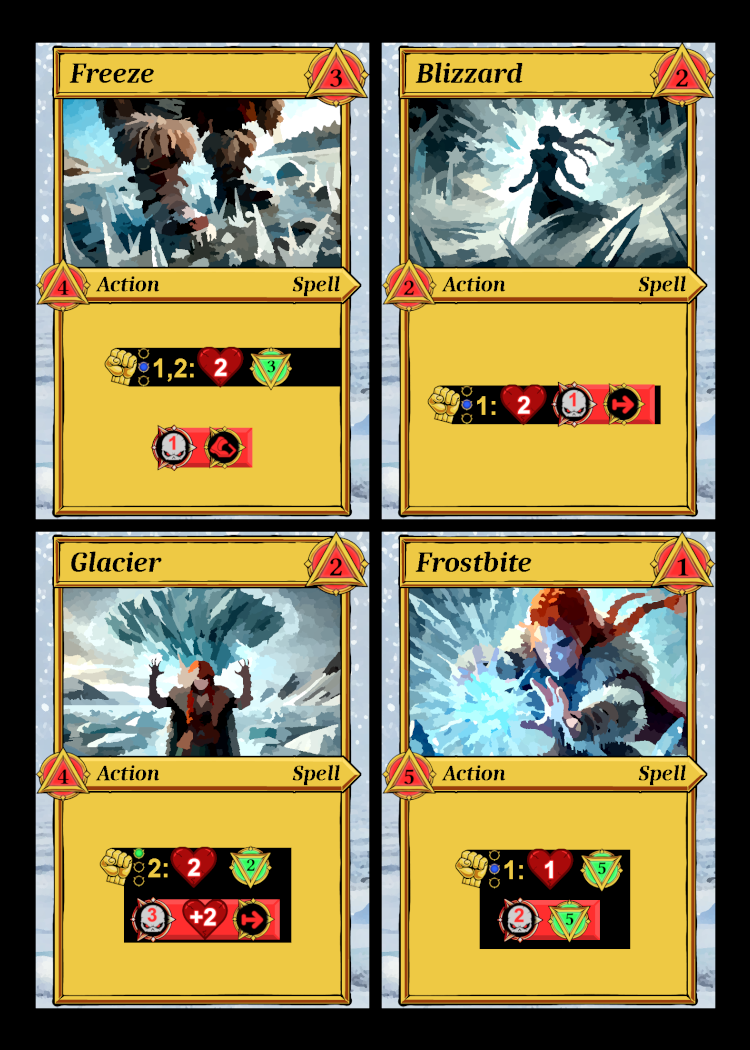 Freeze 3
4 Action Spell
1,2: 2 3
1
Blizzard 2
2 Action Spell
1: 2 1
Glacier 2
4 Action Spell
2: 2 2
3 +2
Frostbite 1
5 Action Spell
1: 1 5
2 5